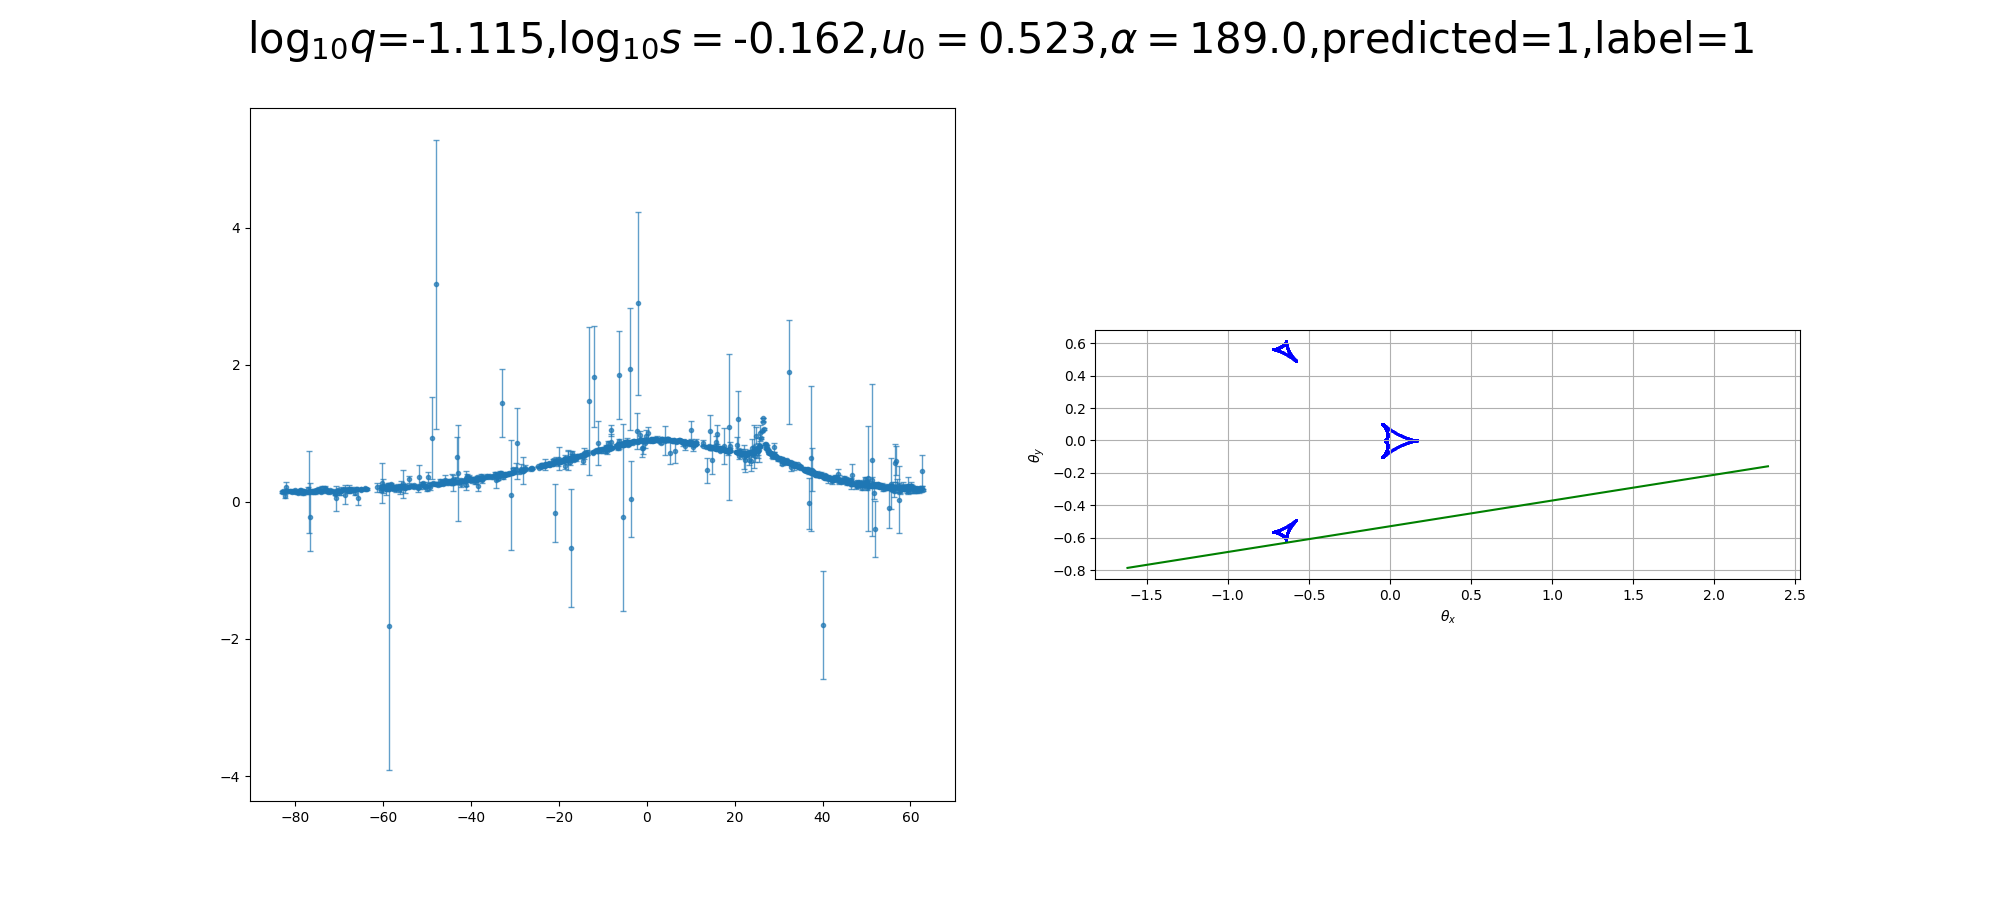 log₁₀q=-1.115,log₁₀s = -0.162,u₀ = 0.523,α = 189.0,predicted=1,label=1
4
2
0
−2
−4
−80 −60 −40 −20 0 20 40 60
0.6
0.4
0.2
0.0
−0.2
−0.4
−0.6
−0.8
θy
−1.5 −1.0 −0.5 0.0 0.5 1.0 1.5 2.0 2.5
θx